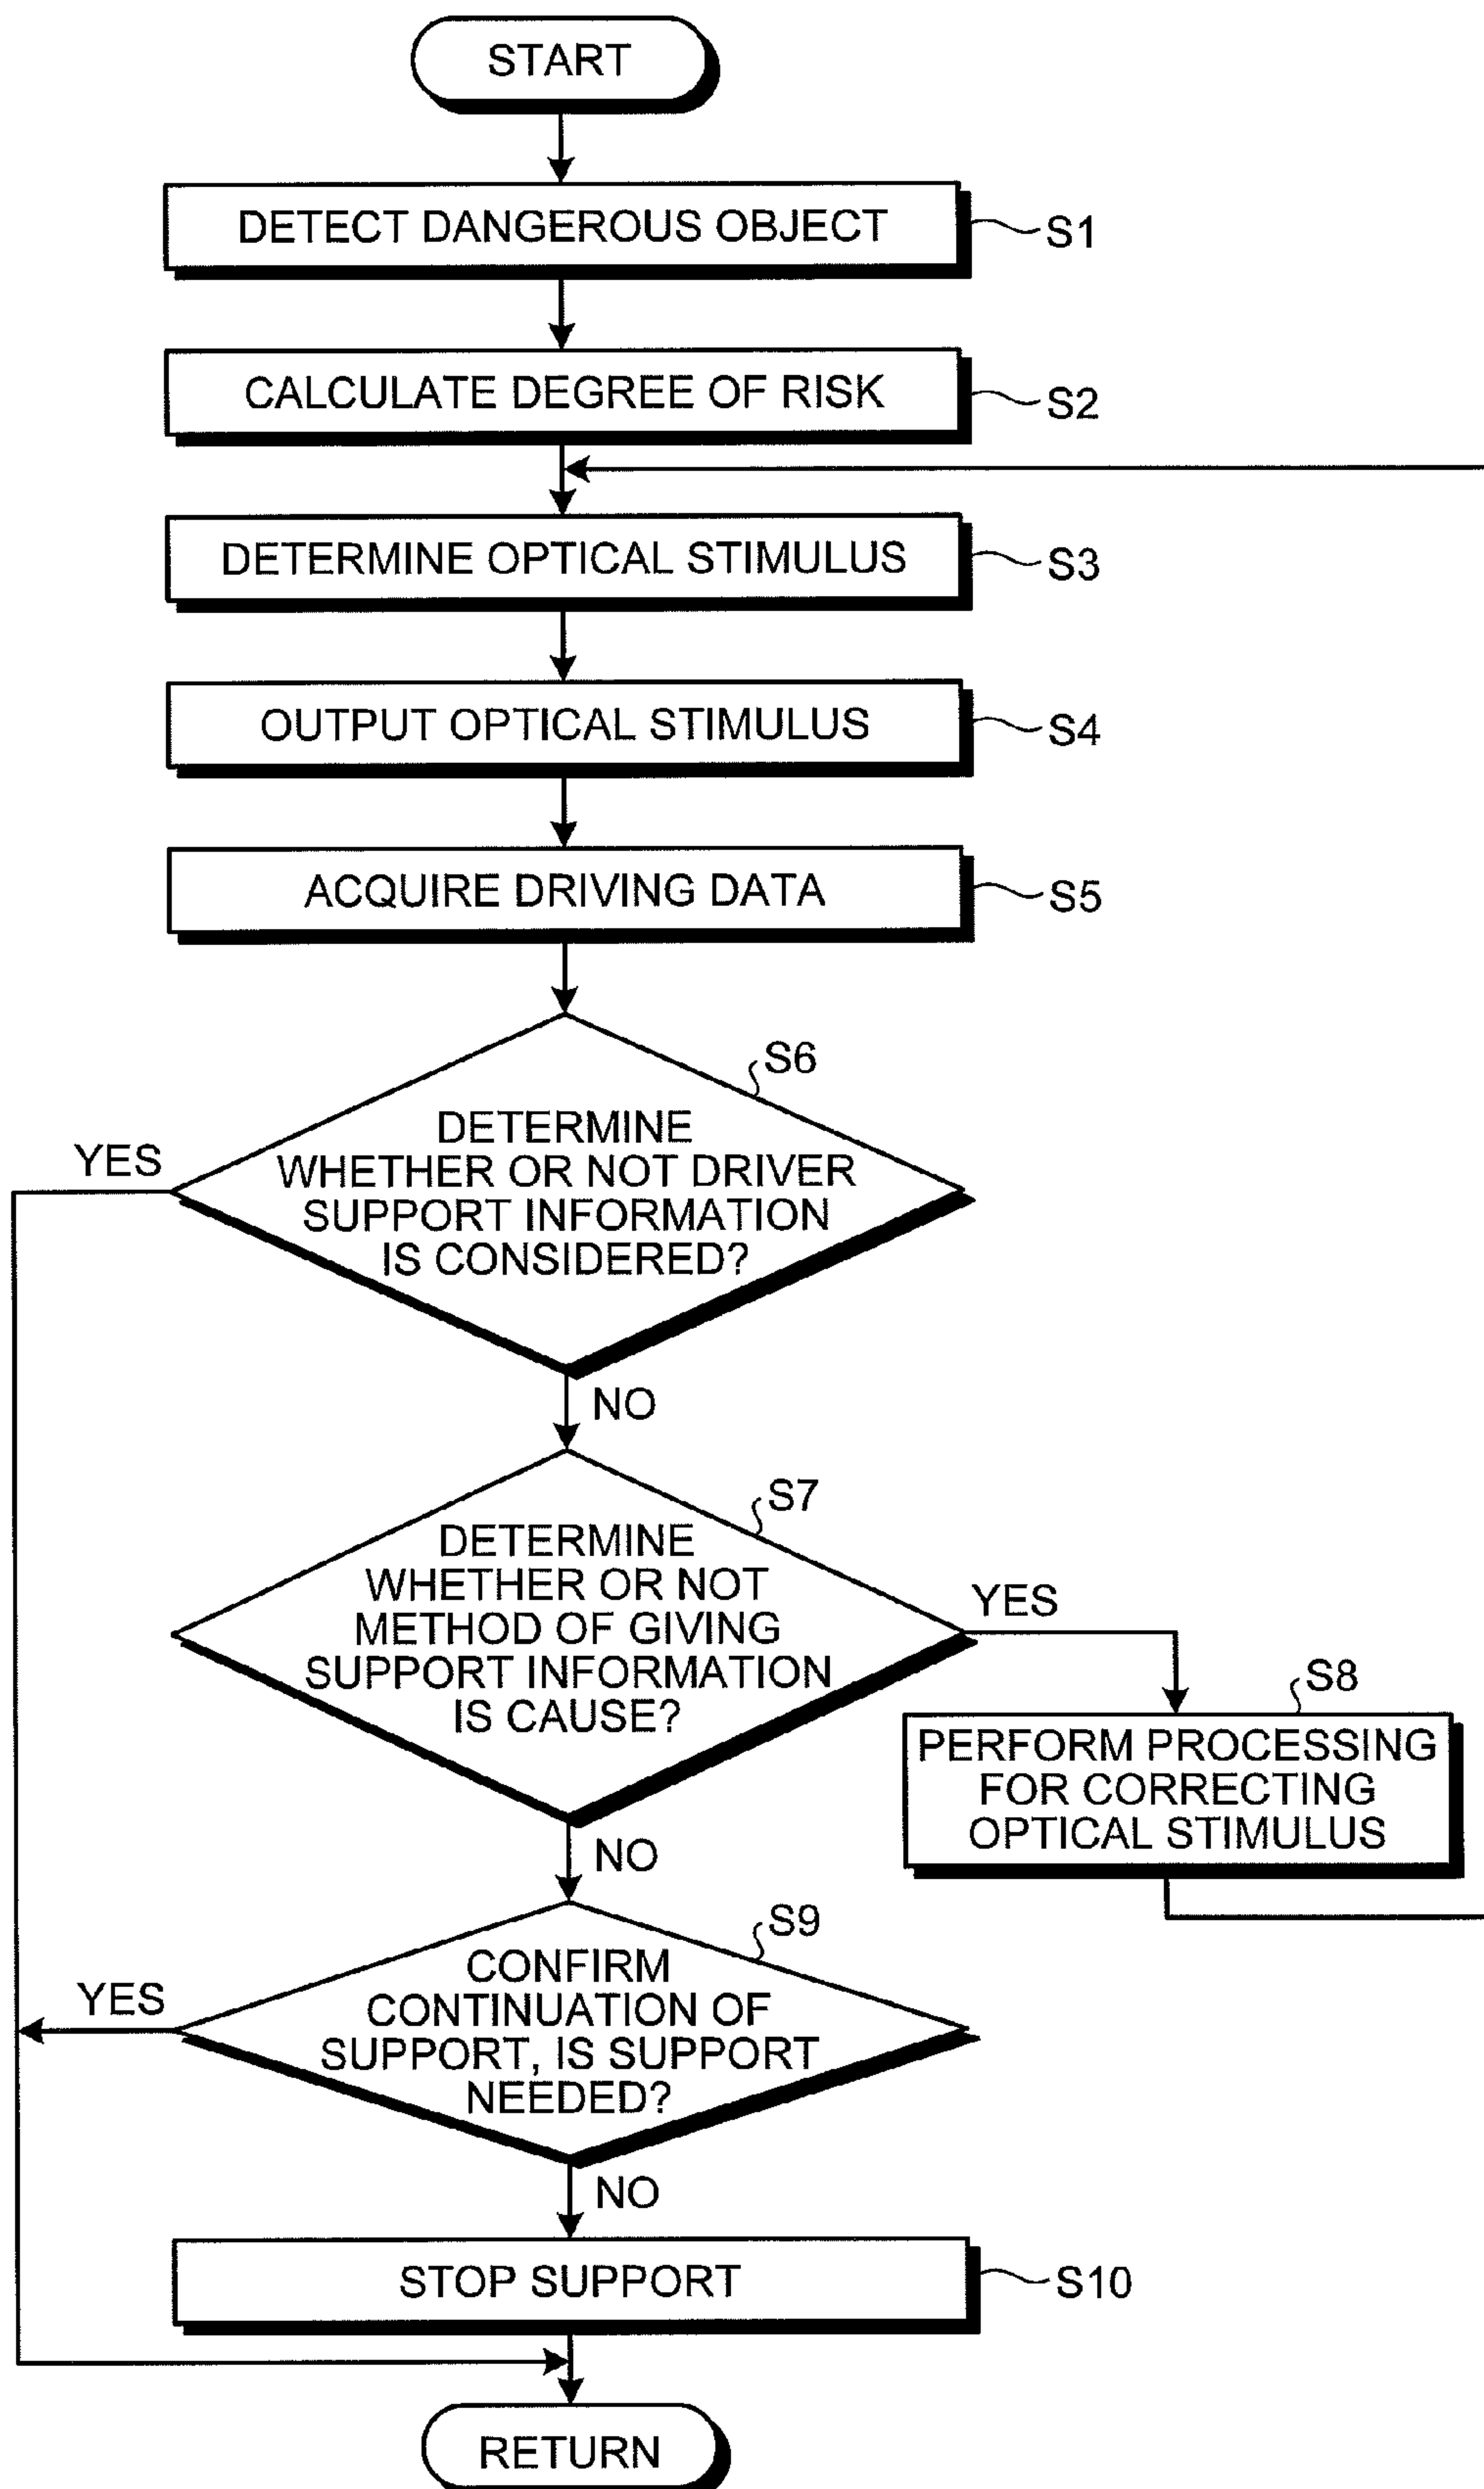 START
DETECT DANGEROUS OBJECT
S1
CALCULATE DEGREE OF RISK
S2
DETERMINE OPTICAL STIMULUS
S3
OUTPUT OPTICAL STIMULUS
S4
ACQUIRE DRIVING DATA
S5
S6
DETERMINE
WHETHER OR NOT DRIVER
SUPPORT INFORMATION
IS CONSIDERED?
YES
NO
S7
DETERMINE
WHETHER OR NOT
METHOD OF GIVING
SUPPORT INFORMATION
IS CAUSE?
YES
S8
PERFORM PROCESSING
FOR CORRECTING
OPTICAL STIMULUS
NO
S9
CONFIRM
CONTINUATION OF
SUPPORT, IS SUPPORT
NEEDED?
YES
NO
STOP SUPPORT
S10
RETURN